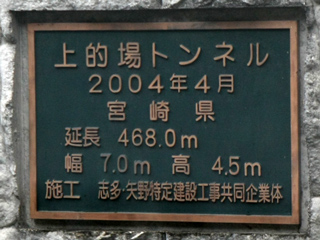 上的場トンネル
2004年4月
宮崎県
延長 468.0m
幅 7.0m 高 4.5m
施工 志多・矢野特定建設工事共同企業体